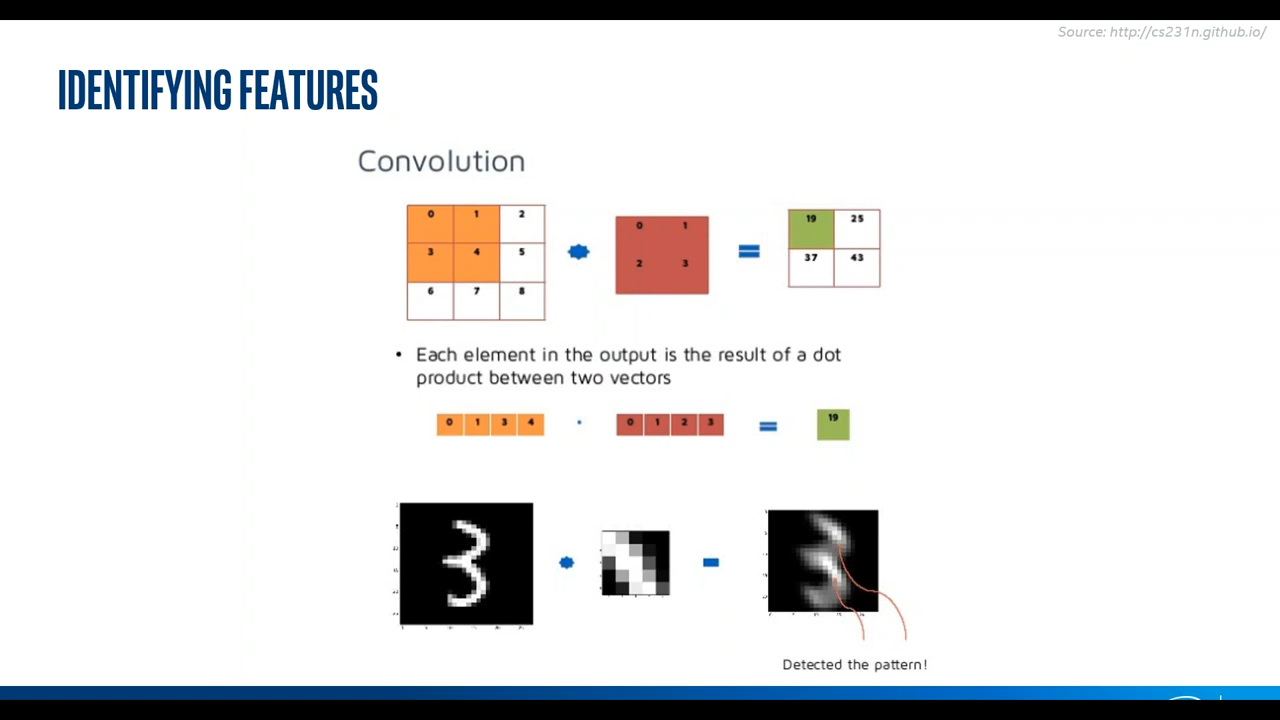 Source: http://cs231n.github.io/
IDENTIFYING FEATURES
Convolution
0 1 2
3 4 5
6 7 8
0 1
2 3
19 25
37 43
• Each element in the output is the result of a dot
product between two vectors
0 1 3 4 · 0 1 2 3 = 19
Detected the pattern!